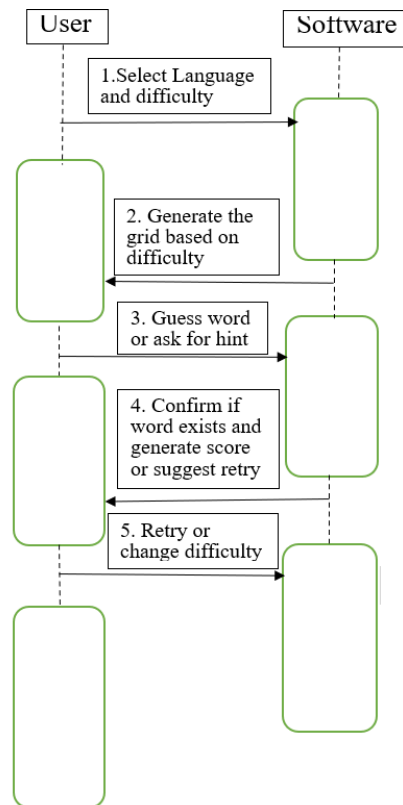 User
Software
1.Select Language
and difficulty
2. Generate the
grid based on
difficulty
3. Guess word
or ask for hint
4. Confirm if
word exists and
generate score
or suggest retry
5. Retry or
change difficulty